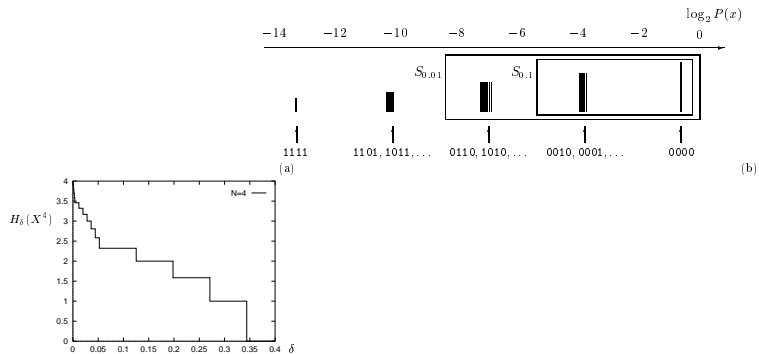 log₂ P(x)
−14 −12 −10 −8 −6 −4 −2 0
S₀.₀₁ S₀.₁
1111 1101, 1011, ... 0110, 1010, ... 0010, 0001, ... 0000
(a) (b)
4
N=4
3.5
H_δ(X⁴)
3
2.5
2
1.5
1
0.5
0
0 0.05 0.1 0.15 0.2 0.25 0.3 0.35 0.4 δ